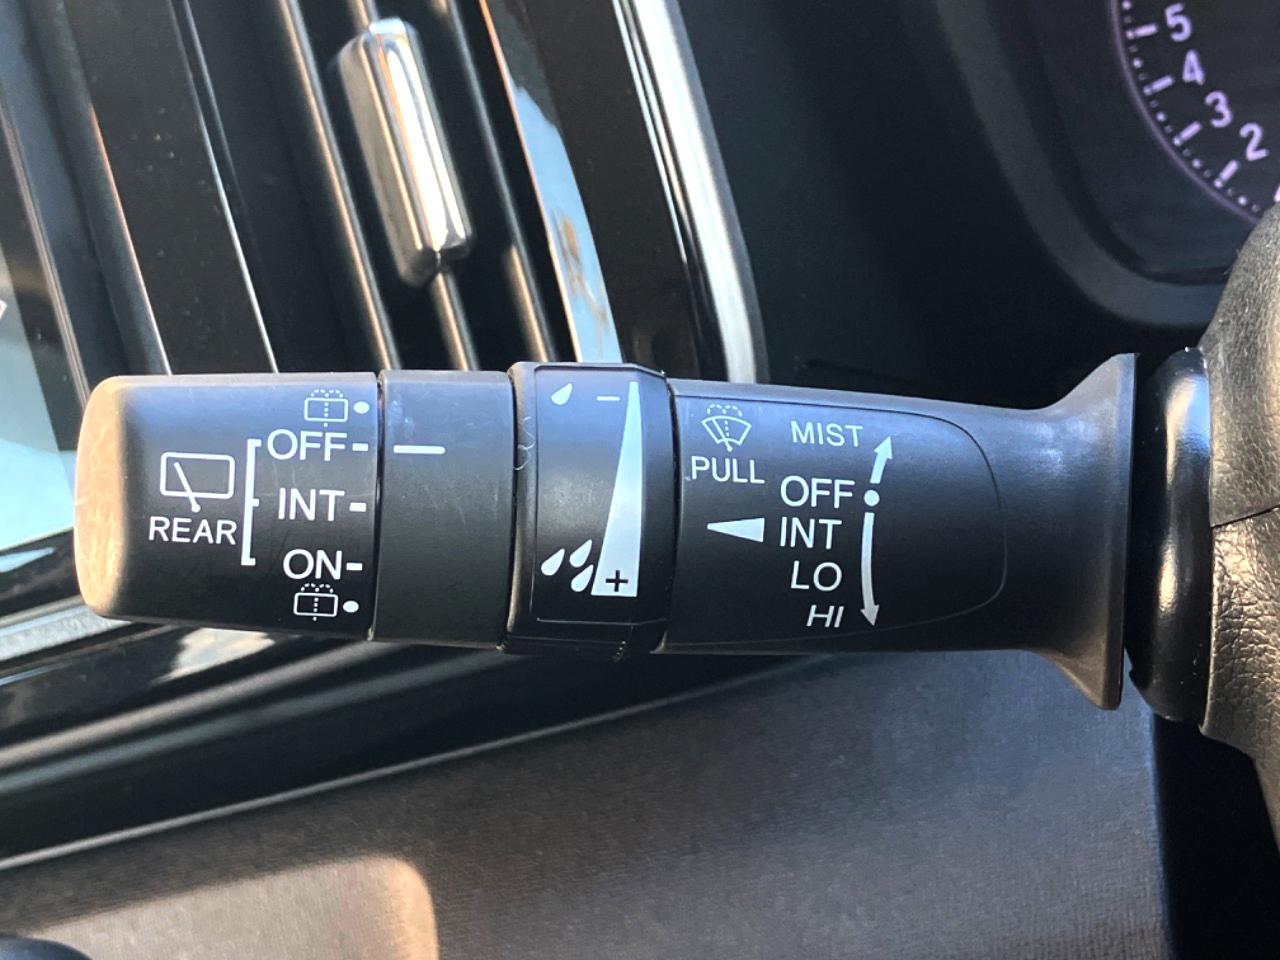 5
4
3
2
OFF
INT
ON
REAR
−
+
PULL
MIST
OFF
INT
LO
HI